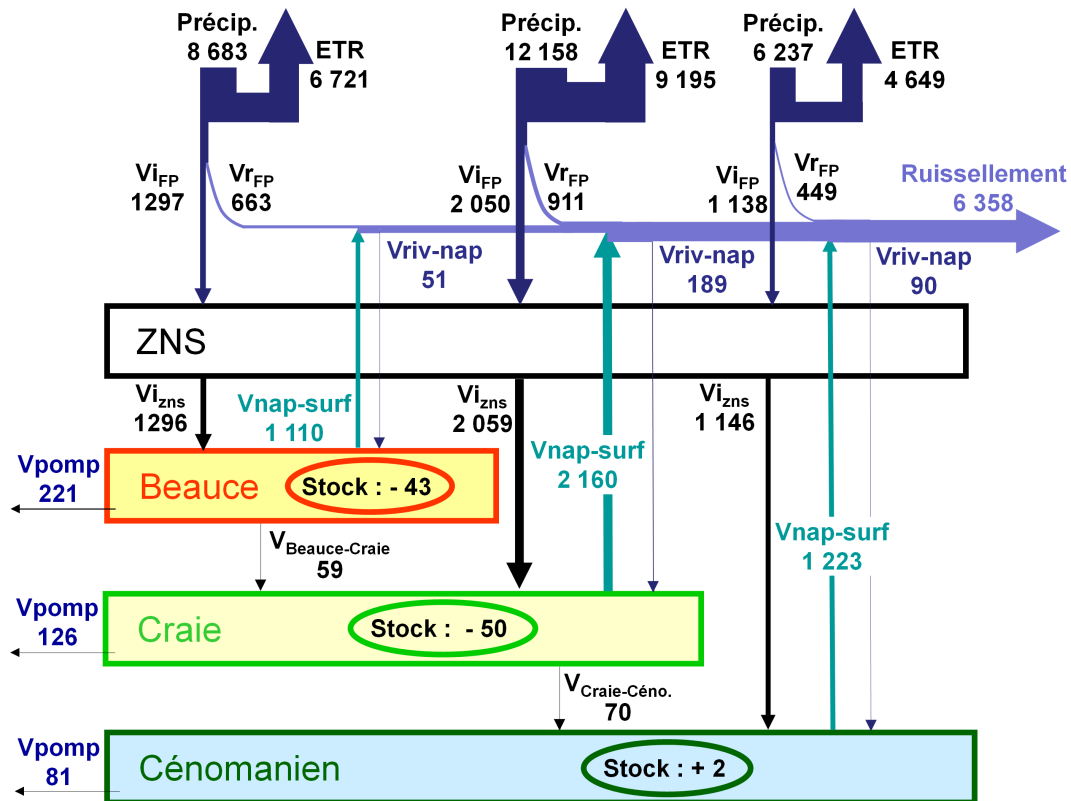 Précip.
8 683
ETR
6 721
Précip.
12 158
ETR
9 195
Précip.
6 237
ETR
4 649
ViFP
1297
VrFP
663
ViFP
2 050
VrFP
911
ViFP
1 138
VrFP
449
Ruissellement
6 358
Vriv-nap
51
Vriv-nap
189
Vriv-nap
90
ZNS
Vizns
1296
Vnap-surf
1 110
Vizns
2 059
Vizns
1 146
Vnap-surf
2 160
Vnap-surf
1 223
Vpomp
221
Beauce
Stock : - 43
VBeauce-Craie
59
Vpomp
126
Craie
Stock : - 50
VCraie-Céno.
70
Vpomp
81
Cénomanien
Stock : + 2